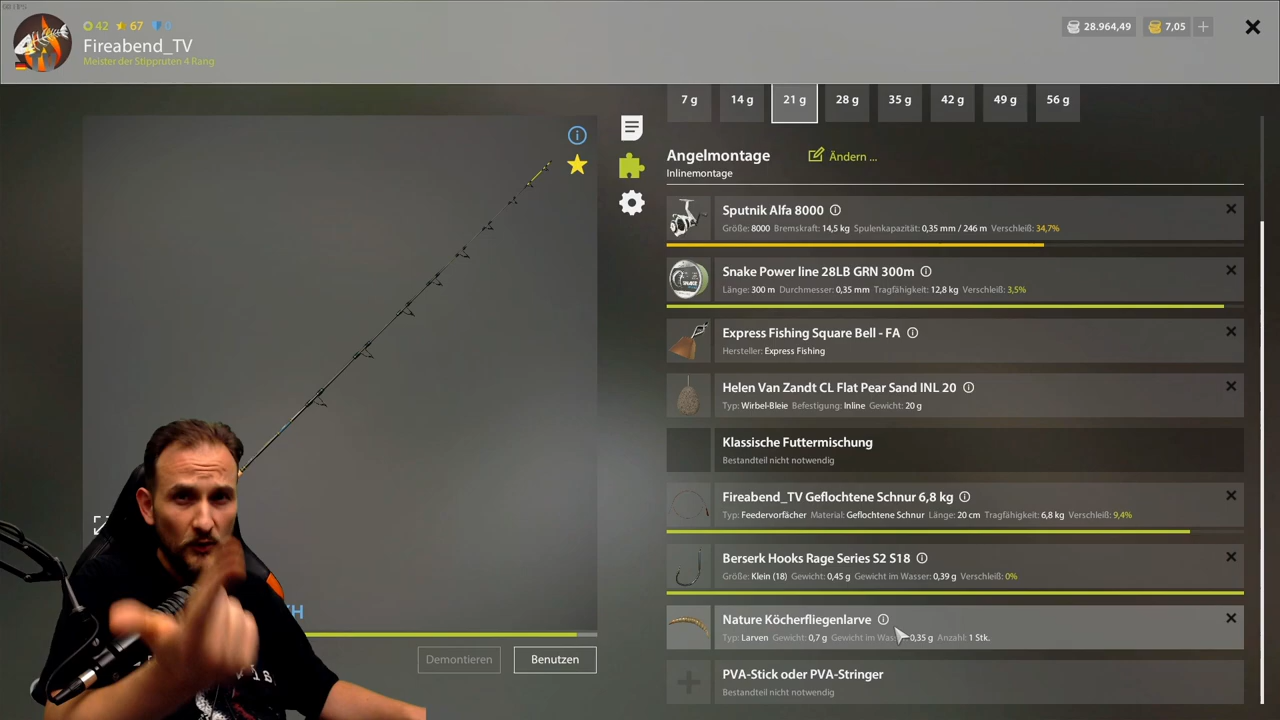 42 67 0
Fireabend_TV
Meister der Stippruten 4 Rang
28.964,49 7,05
7 g 14 g 21 g 28 g 35 g 42 g 49 g 56 g
Angelmontage Ändern ...
Inlinemontage
Sputnik Alfa 8000
Größe: 8000 Bremskraft: 14,5 kg Spulenkapazität: 0,35 mm / 246 m Verschleiß: 34,7%
Snake Power line 28LB GRN 300m
Länge: 300 m Durchmesser: 0,35 mm Tragfähigkeit: 12,8 kg Verschleiß: 3,5%
Express Fishing Square Bell - FA
Hersteller: Express Fishing
Helen Van Zandt CL Flat Pear Sand INL 20
Typ: Wirbel-Bleie Befestigung: Inline Gewicht: 20 g
Klassische Futtermischung
Bestandteil nicht notwendig
Fireabend_TV Geflochtene Schnur 6,8 kg
Typ: Feedervorfächer Material: Geflochtene Schnur Länge: 20 cm Tragfähigkeit: 6,8 kg Verschleiß: 9,4%
Berserk Hooks Rage Series S2 S18
Größe: Klein (18) Gewicht: 0,45 g Gewicht im Wasser: 0,39 g Verschleiß: 0%
Nature Köcherfliegenlarve
Typ: Larven Gewicht: 0,7 g Gewicht im 0,35 g Anzahl: 1 Stk.
PVA-Stick oder PVA-Stringer
Bestandteil nicht notwendig
Demontieren Benutzen